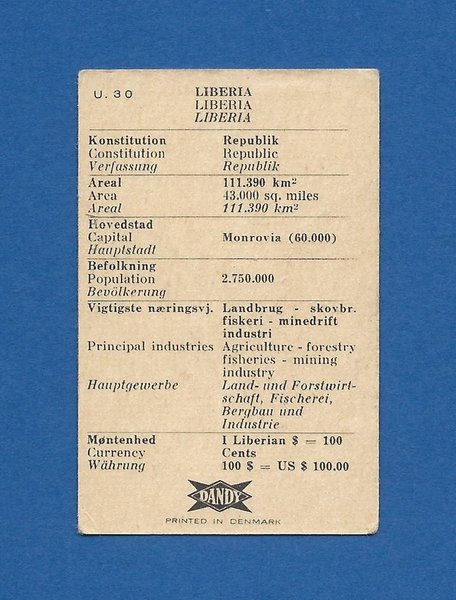 U. 30
LIBERIA
LIBERIA
LIBERIA
Konstitution Republik
Constitution Republic
Verfassung Republik
Areal 111.390 km²
Area 43.000 sq. miles
Areal 111.390 km²
Hovedstad
Capital Monrovia (60.000)
Hauptstadt
Befolkning
Population 2.750.000
Bevölkerung
Vigtigste næringsvj. Landbrug - skovbr.
fiskeri - minedrift
industri
Principal industries Agriculture - forestry
fisheries - mining
industry
Hauptgewerbe Land- und Forstwirt-
schaft, Fischerei,
Bergbau und
Industrie
Møntenhed 1 Liberian $ = 100
Currency Cents
Währung 100 $ = US $ 100.00
DANDY
PRINTED IN DENMARK